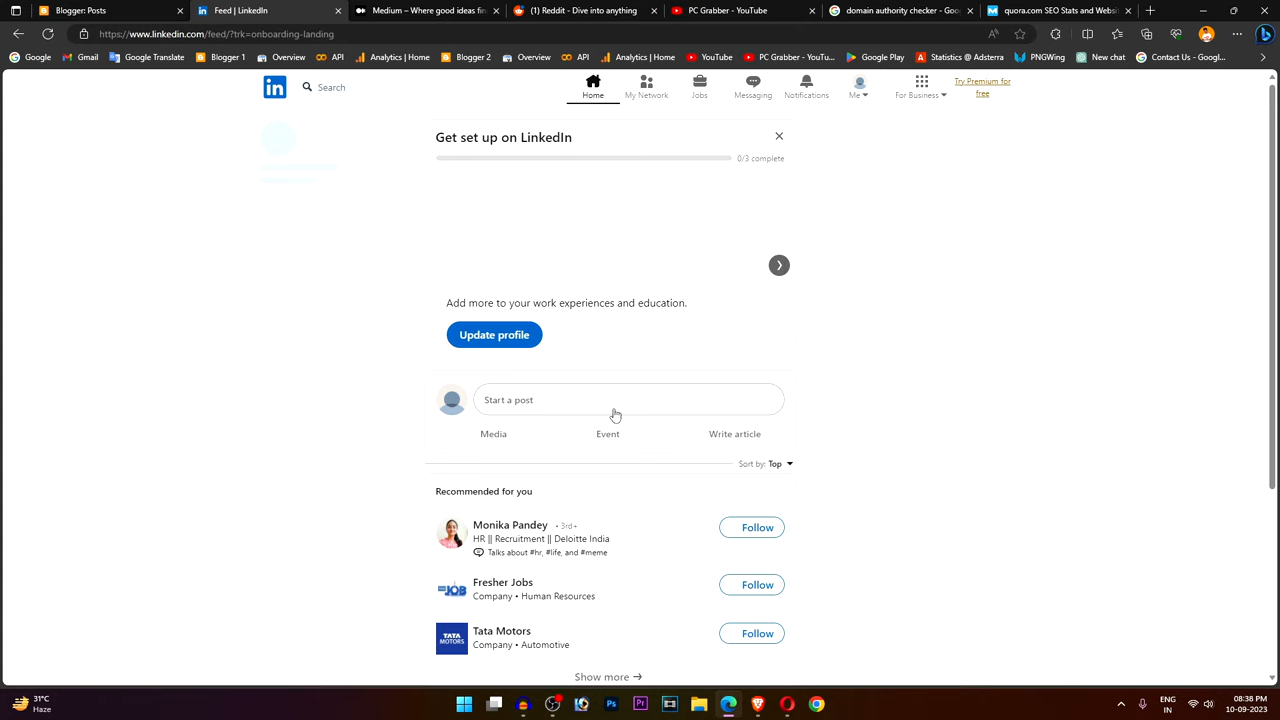 Blogger: Posts
Feed | LinkedIn
Medium – Where good ideas fin
(1) Reddit - Dive into anything
PC Grabber - YouTube
domain authority checker - Goo
quora.com SEO Stats and Websi
https://www.linkedin.com/feed/?trk=onboarding-landing
Google
Gmail
Google Translate
Blogger 1
Overview
API
Analytics | Home
Blogger 2
Overview
API
Analytics | Home
YouTube
PC Grabber - YouTu...
Google Play
Statistics @ Adsterra
PNGWing
New chat
Contact Us - Googl...
in
Search
Home
My Network
Jobs
Messaging
Notifications
Me
For Business
Try Premium for
free
Get set up on LinkedIn
0/3 complete
Add more to your work experiences and education.
Update profile
Start a post
Media
Event
Write article
Sort by: Top
Recommended for you
Monika Pandey • 3rd+
HR || Recruitment || Deloitte India
Talks about #hr, #life, and #meme
Follow
JOB
Fresher Jobs
Company • Human Resources
Follow
TATA
MOTORS
Tata Motors
Company • Automotive
Follow
Show more →
31°C
Haze
Ps
Pr
ENG
IN
08:38 PM
10-09-2023